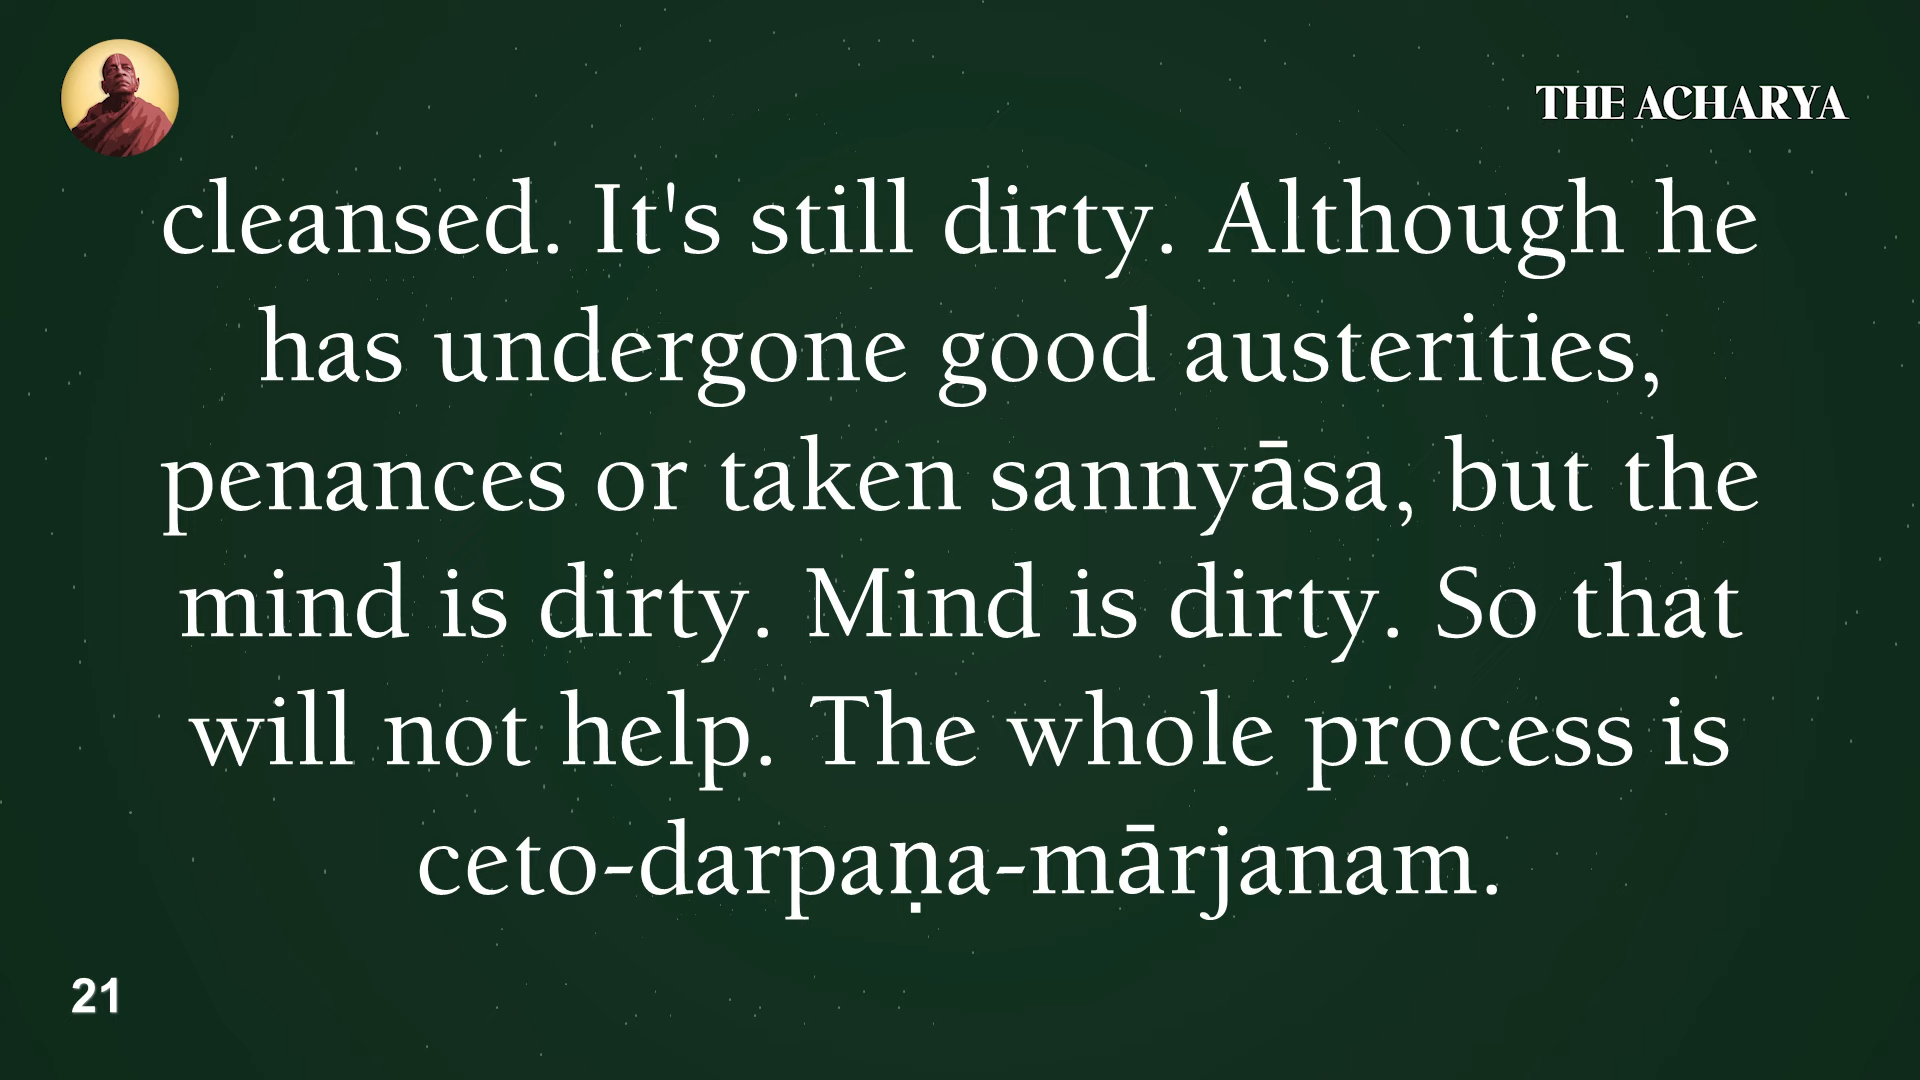 THE ACHARYA
cleansed. It's still dirty. Although he
has undergone good austerities,
penances or taken sannyāsa, but the
mind is dirty. Mind is dirty. So that
will not help. The whole process is
ceto-darpaṇa-mārjanam.
21